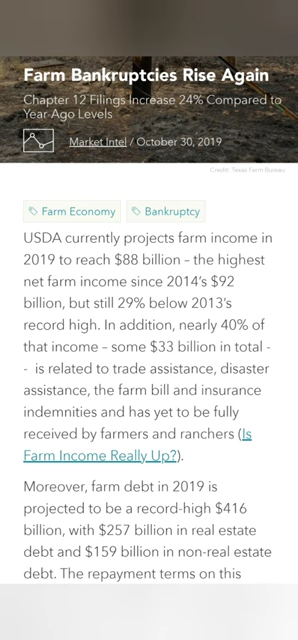 Farm Bankruptcies Rise Again
Chapter 12 Filings Increase 24% Compared to
Year-Ago Levels
Market Intel / October 30, 2019
Credit: Texas Farm Bureau
Farm Economy
Bankruptcy
USDA currently projects farm income in
2019 to reach $88 billion – the highest
net farm income since 2014's $92
billion, but still 29% below 2013's
record high. In addition, nearly 40% of
that income – some $33 billion in total -
- is related to trade assistance, disaster
assistance, the farm bill and insurance
indemnities and has yet to be fully
received by farmers and ranchers (Is
Farm Income Really Up?).
Moreover, farm debt in 2019 is
projected to be a record-high $416
billion, with $257 billion in real estate
debt and $159 billion in non-real estate
debt. The repayment terms on this